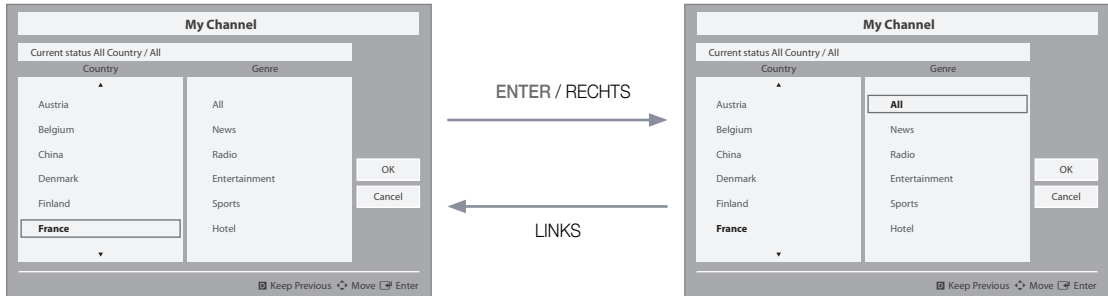 My Channel
Current status All Country / All
Country
Genre
Austria
Belgium
China
Denmark
Finland
France
All
News
Radio
Entertainment
Sports
Hotel
OK
Cancel
D Keep Previous Move Enter
ENTER / RECHTS
LINKS
My Channel
Current status All Country / All
Country
Genre
Austria
Belgium
China
Denmark
Finland
France
All
News
Radio
Entertainment
Sports
Hotel
OK
Cancel
D Keep Previous Move Enter